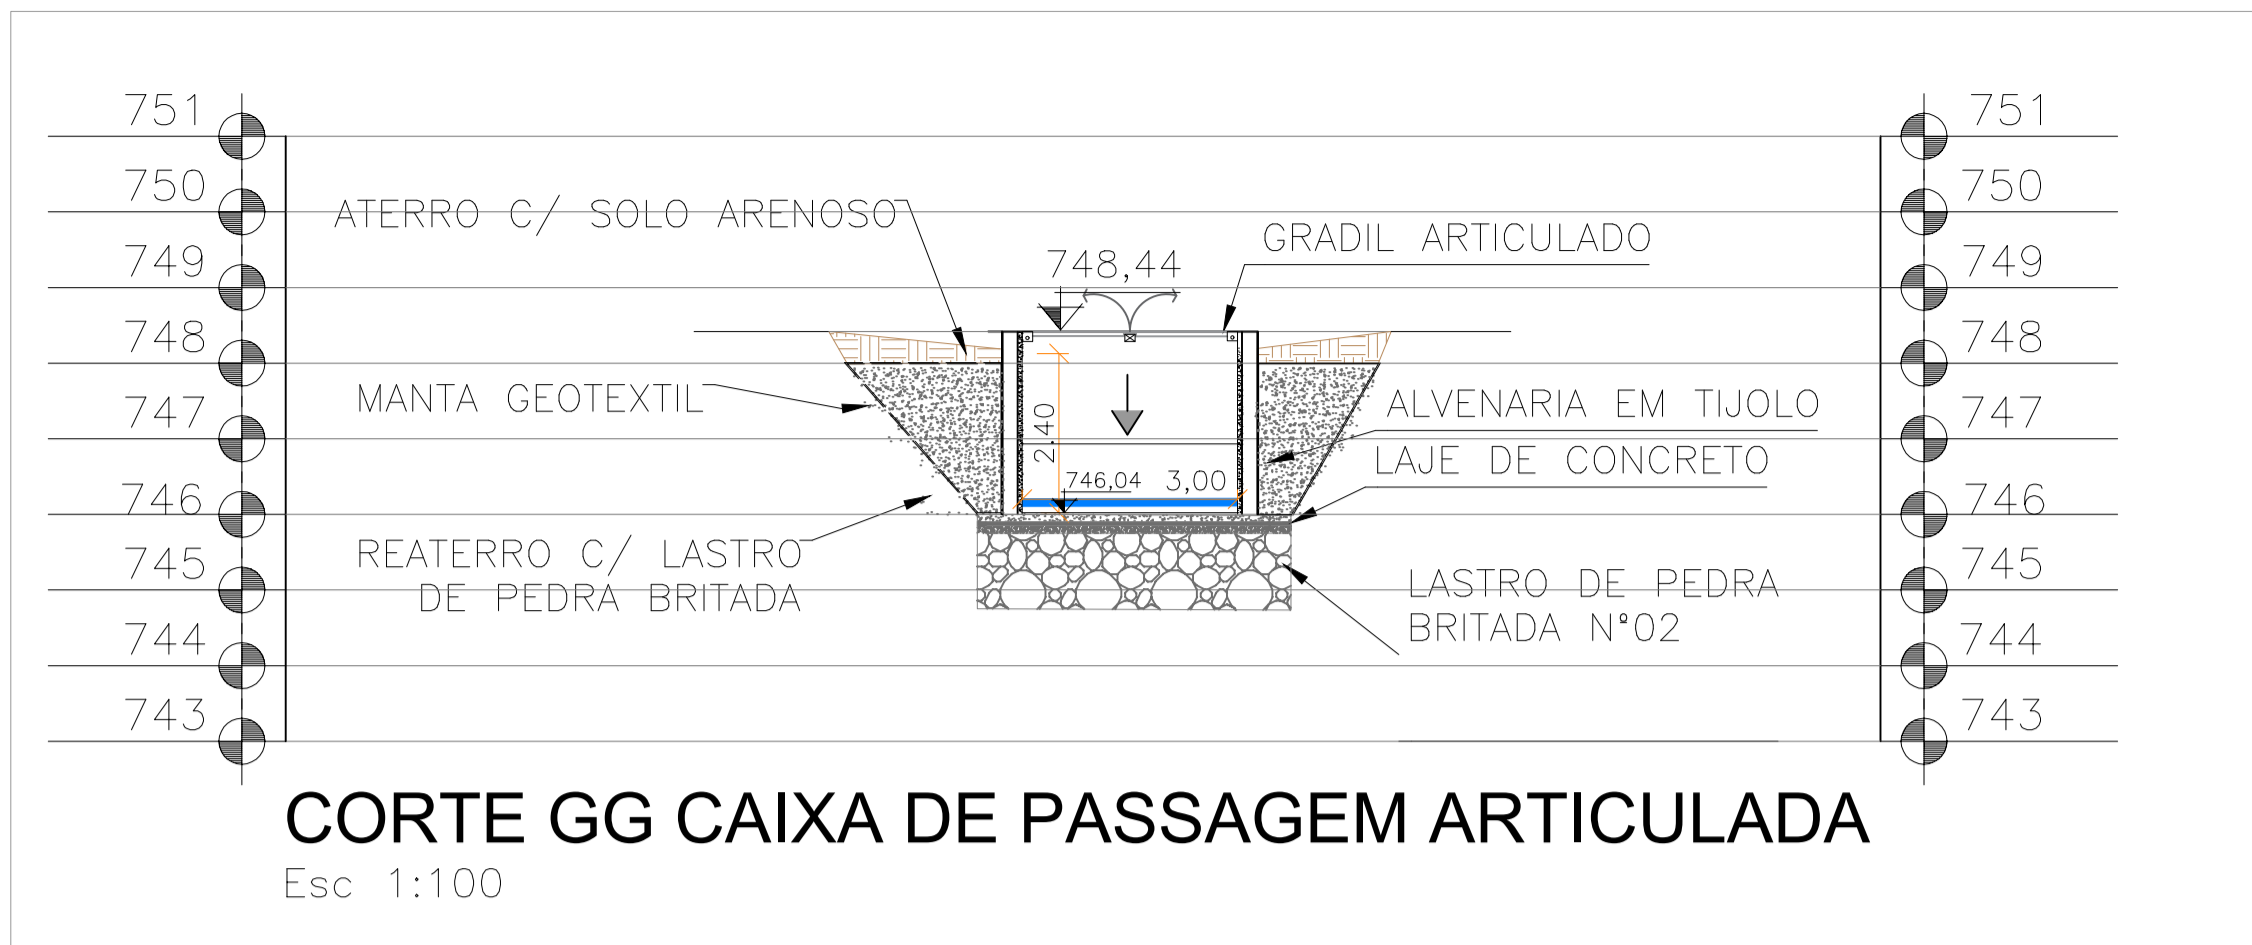 751
750
749
748
747
746
745
744
743
ATERRO C/ SOLO ARENOSO
MANTA GEOTEXTIL
REATERRO C/ LASTRO
DE PEDRA BRITADA
748,44
2.40
746,04
3,00
GRADIL ARTICULADO
ALVENARIA EM TIJOLO
LAJE DE CONCRETO
LASTRO DE PEDRA
BRITADA Nº02
751
750
749
748
747
746
745
744
743
CORTE GG CAIXA DE PASSAGEM ARTICULADA
Esc 1:100